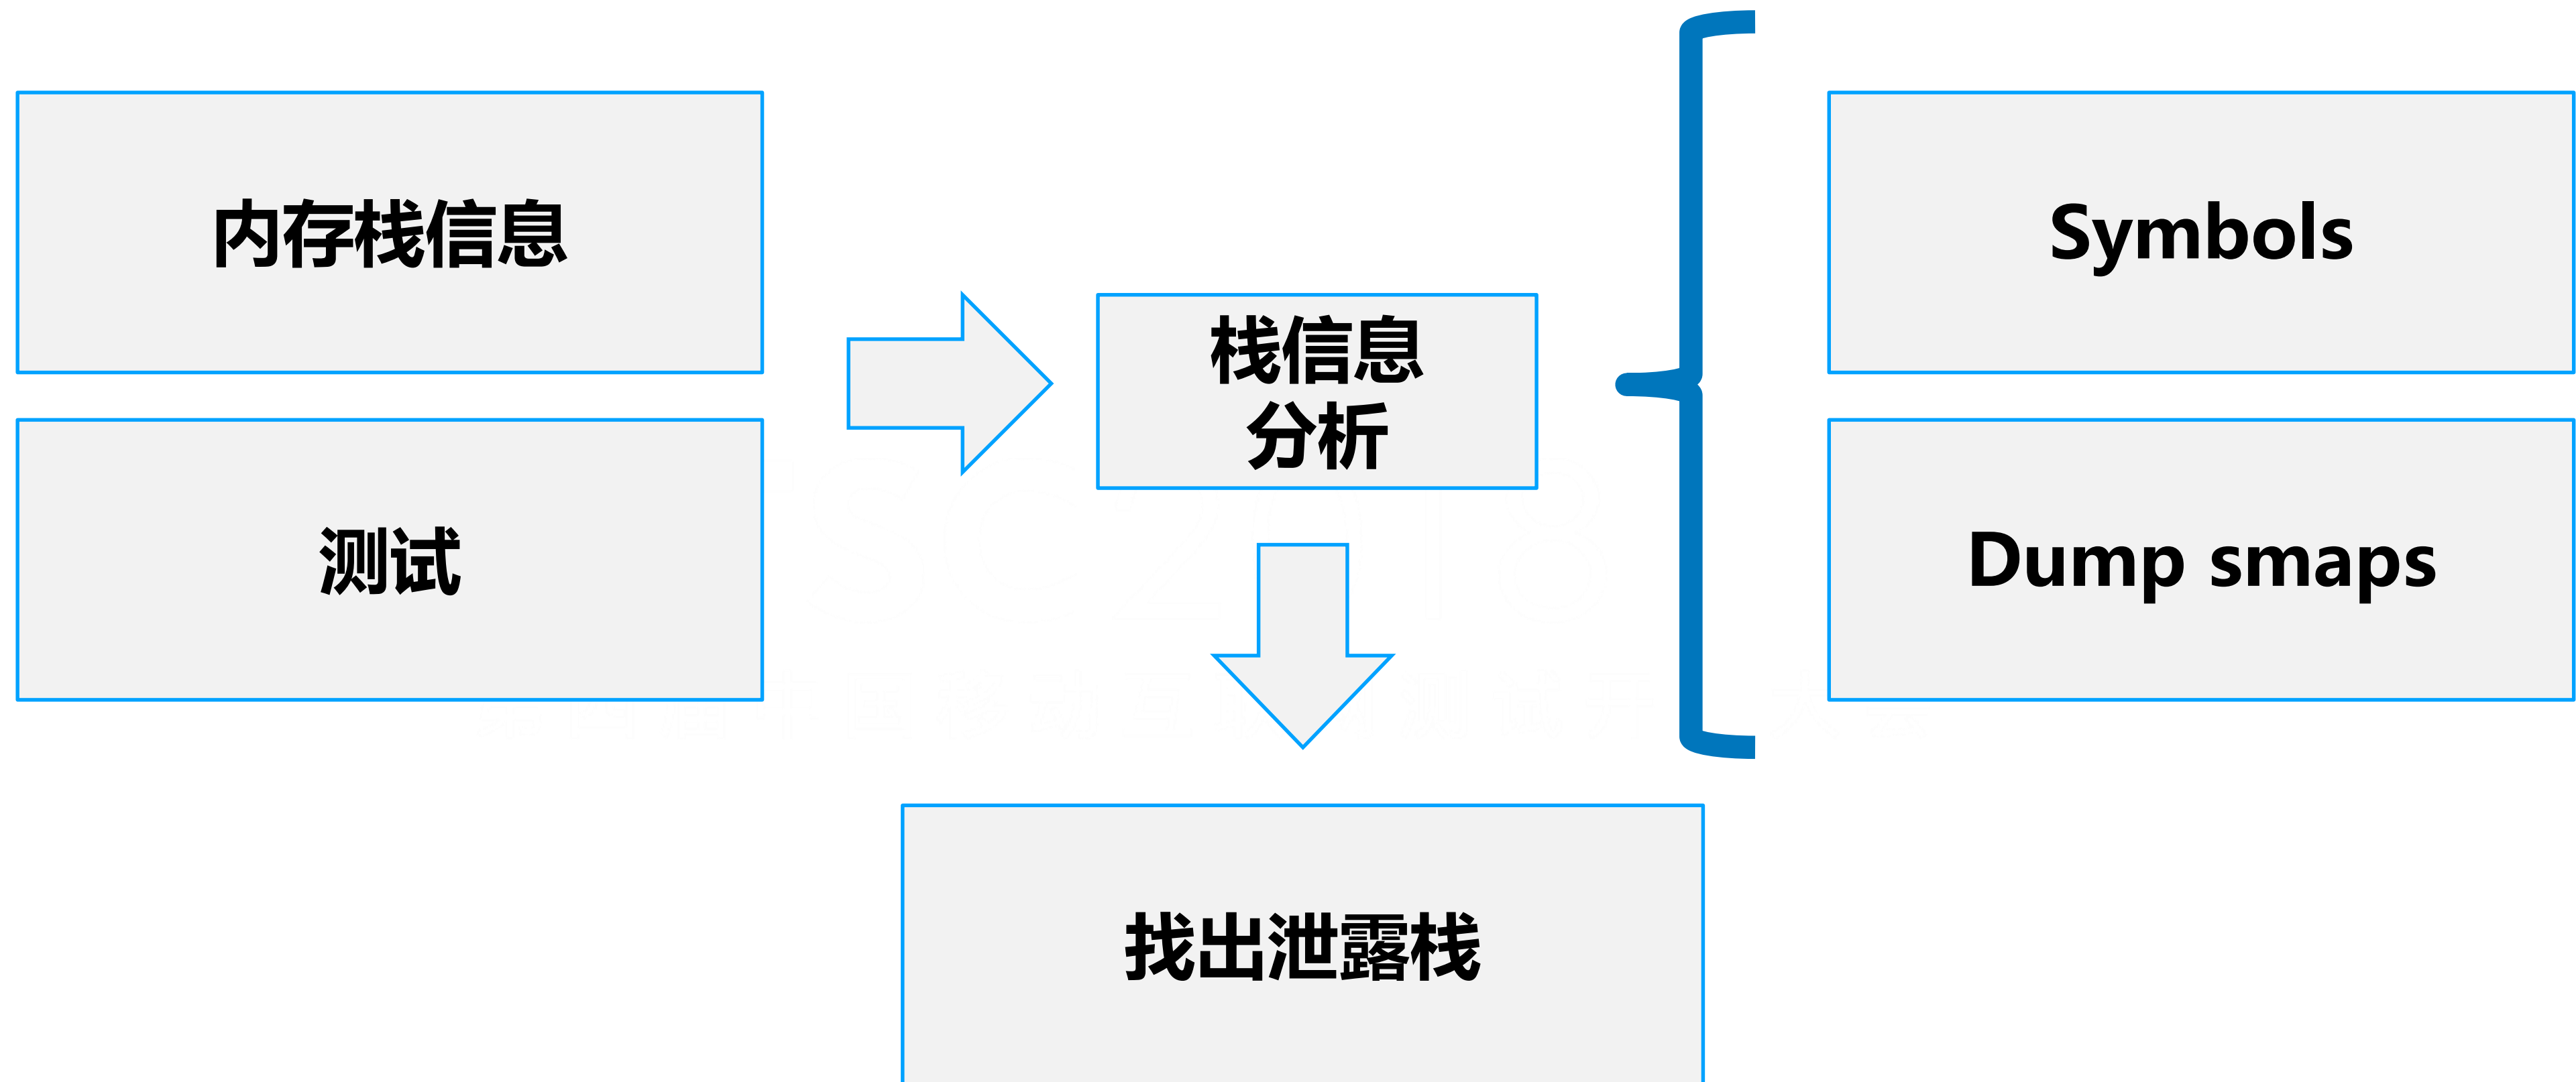 内存栈信息
测试
栈信息
分析
Symbols
Dump smaps
找出泄露栈